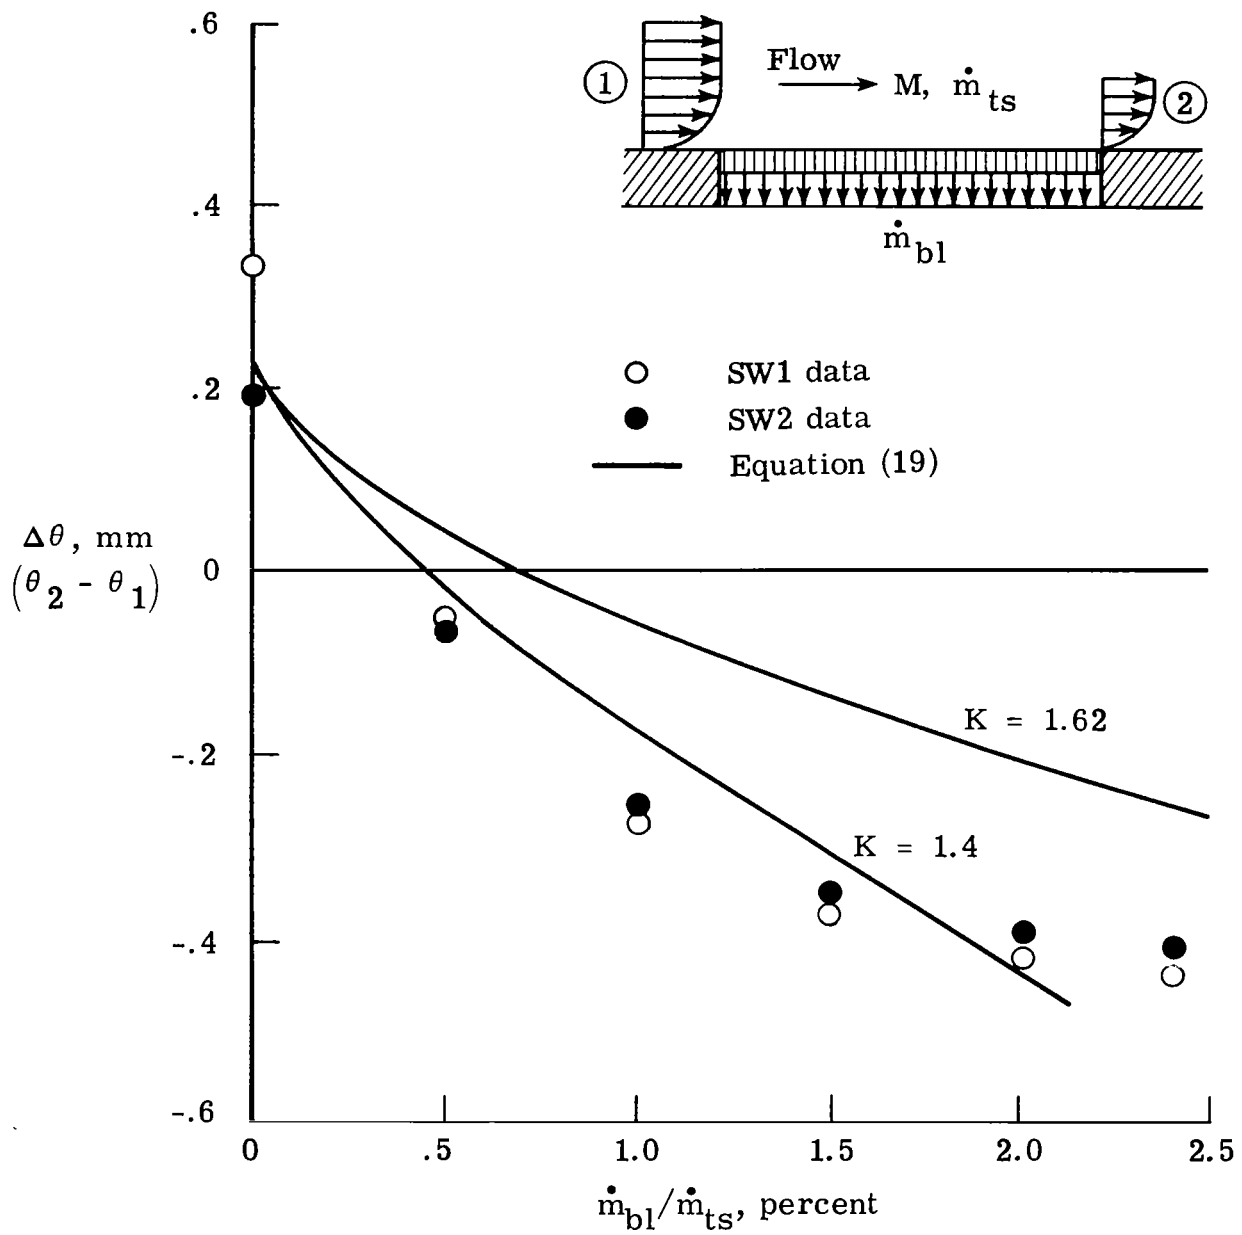 .6
Flow
1
M, ṁts
2
.4
ṁbl
SW1 data
.2
SW2 data
Equation (19)
Δθ, mm
(θ2 - θ1)
0
K = 1.62
-.2
K = 1.4
-.4
-.6
0 .5 1.0 1.5 2.0 2.5
ṁbl/ṁts, percent